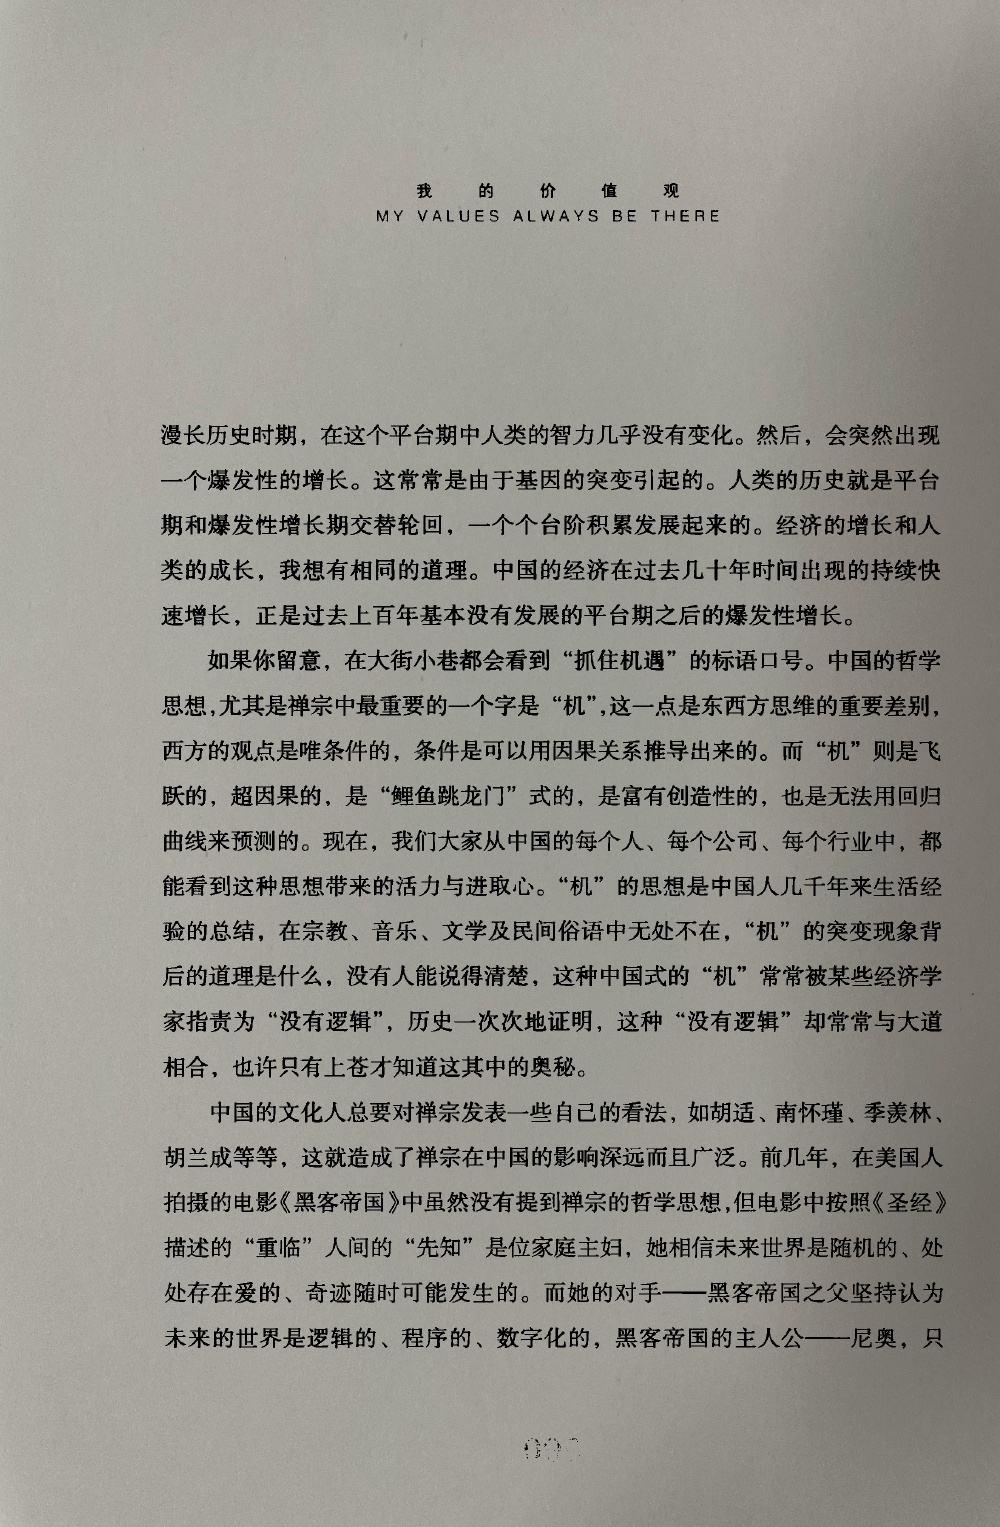 我的价值观
MY VALUES ALWAYS BE THERE
漫长历史时期，在这个平台期中人类的智力几乎没有变化。然后，会突然出现
一个爆发性的增长。这常常是由于基因的突变引起的。人类的历史就是平台
期和爆发性增长期交替轮回，一个个台阶积累发展起来的。经济的增长和人
类的成长，我想有相同的道理。中国的经济在过去几十年时间出现的持续快
速增长，正是过去上百年基本没有发展的平台期之后的爆发性增长。
如果你留意，在大街小巷都会看到“抓住机遇”的标语口号。中国的哲学
思想，尤其是禅宗中最重要的一个字是“机”，这一点是东西方思维的重要差别，
西方的观点是唯条件的，条件是可以用因果关系推导出来的。而“机”则是飞
跃的，超因果的，是“鲤鱼跳龙门”式的，是富有创造性的，也是无法用回归
曲线来预测的。现在，我们大家从中国的每个人、每个公司、每个行业中，都
能看到这种思想带来的活力与进取心。“机”的思想是中国人几千年来生活经
验的总结，在宗教、音乐、文学及民间俗语中无处不在，“机”的突变现象背
后的道理是什么，没有人能说得清楚，这种中国式的“机”常常被某些经济学
家指责为“没有逻辑”，历史一次次地证明，这种“没有逻辑”却常常与大道
相合，也许只有上苍才知道这其中的奥秘。
中国的文化人总要对禅宗发表一些自己的看法，如胡适、南怀瑾、季羡林、
胡兰成等等，这就造成了禅宗在中国的影响深远而且广泛。前几年，在美国人
拍摄的电影《黑客帝国》中虽然没有提到禅宗的哲学思想，但电影中按照《圣经》
描述的“重临”人间的“先知”是位家庭主妇，她相信未来世界是随机的、处
处存在爱的、奇迹随时可能发生的。而她的对手——黑客帝国之父坚持认为
未来的世界是逻辑的、程序的、数字化的，黑客帝国的主人公——尼奥，只